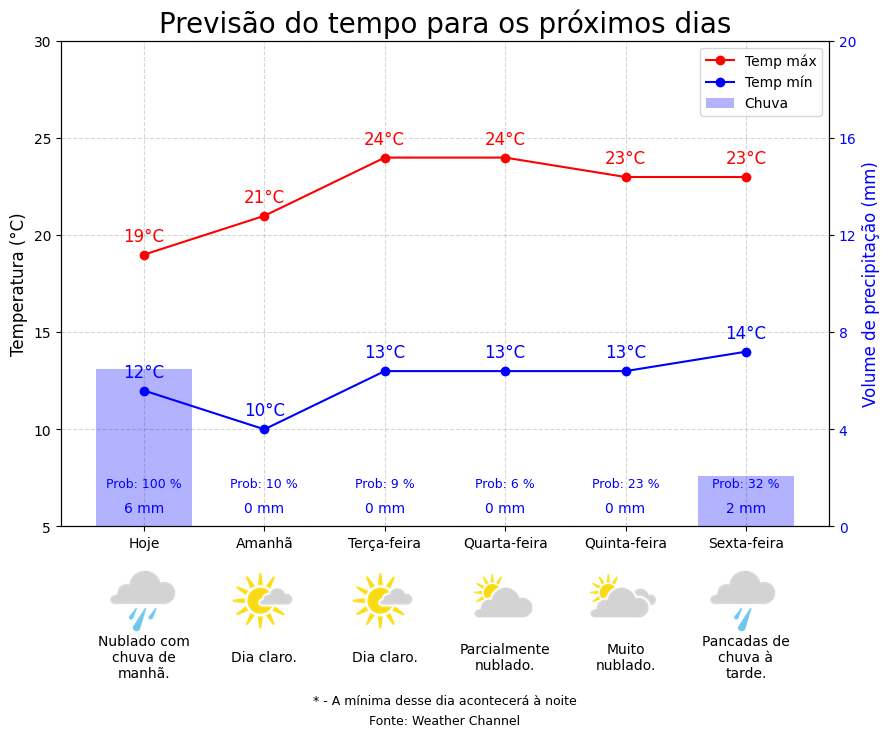 Previsão do tempo para os próximos dias
Temperatura (°C)
30
25
20
15
10
5
Volume de precipitação (mm)
20
16
12
8
4
0
Temp máx
Temp mín
Chuva
19°C
21°C
24°C
24°C
23°C
23°C
12°C
10°C
13°C
13°C
13°C
14°C
Prob: 100 %
Prob: 10 %
Prob: 9 %
Prob: 6 %
Prob: 23 %
Prob: 32 %
6 mm
0 mm
0 mm
0 mm
0 mm
2 mm
Hoje
Amanhã
Terça-feira
Quarta-feira
Quinta-feira
Sexta-feira
Nublado com
chuva de
manhã.
Dia claro.
Dia claro.
Parcialmente
nublado.
Muito
nublado.
Pancadas de
chuva à
tarde.
* - A mínima desse dia acontecerá à noite
Fonte: Weather Channel